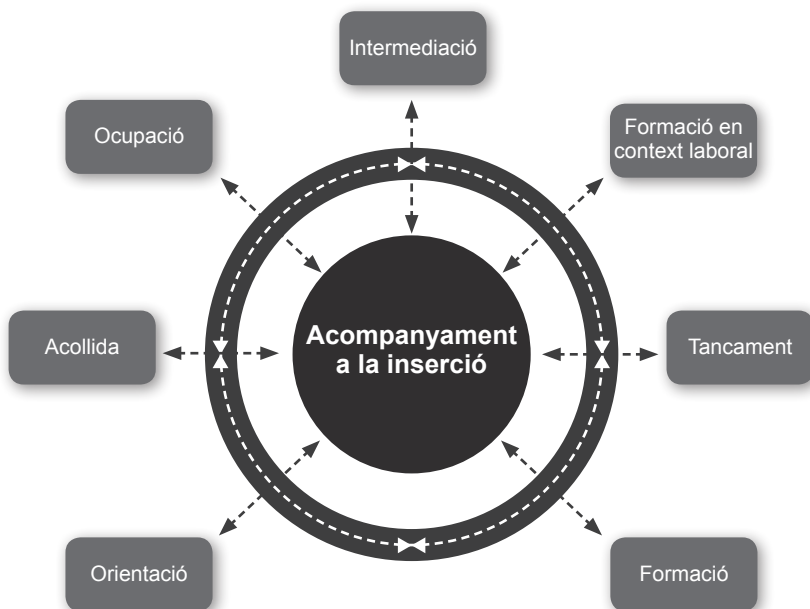 Intermediació
Ocupació
Formació en
context laboral
Acollida
Acompanyament
a la inserció
Tancament
Orientació
Formació